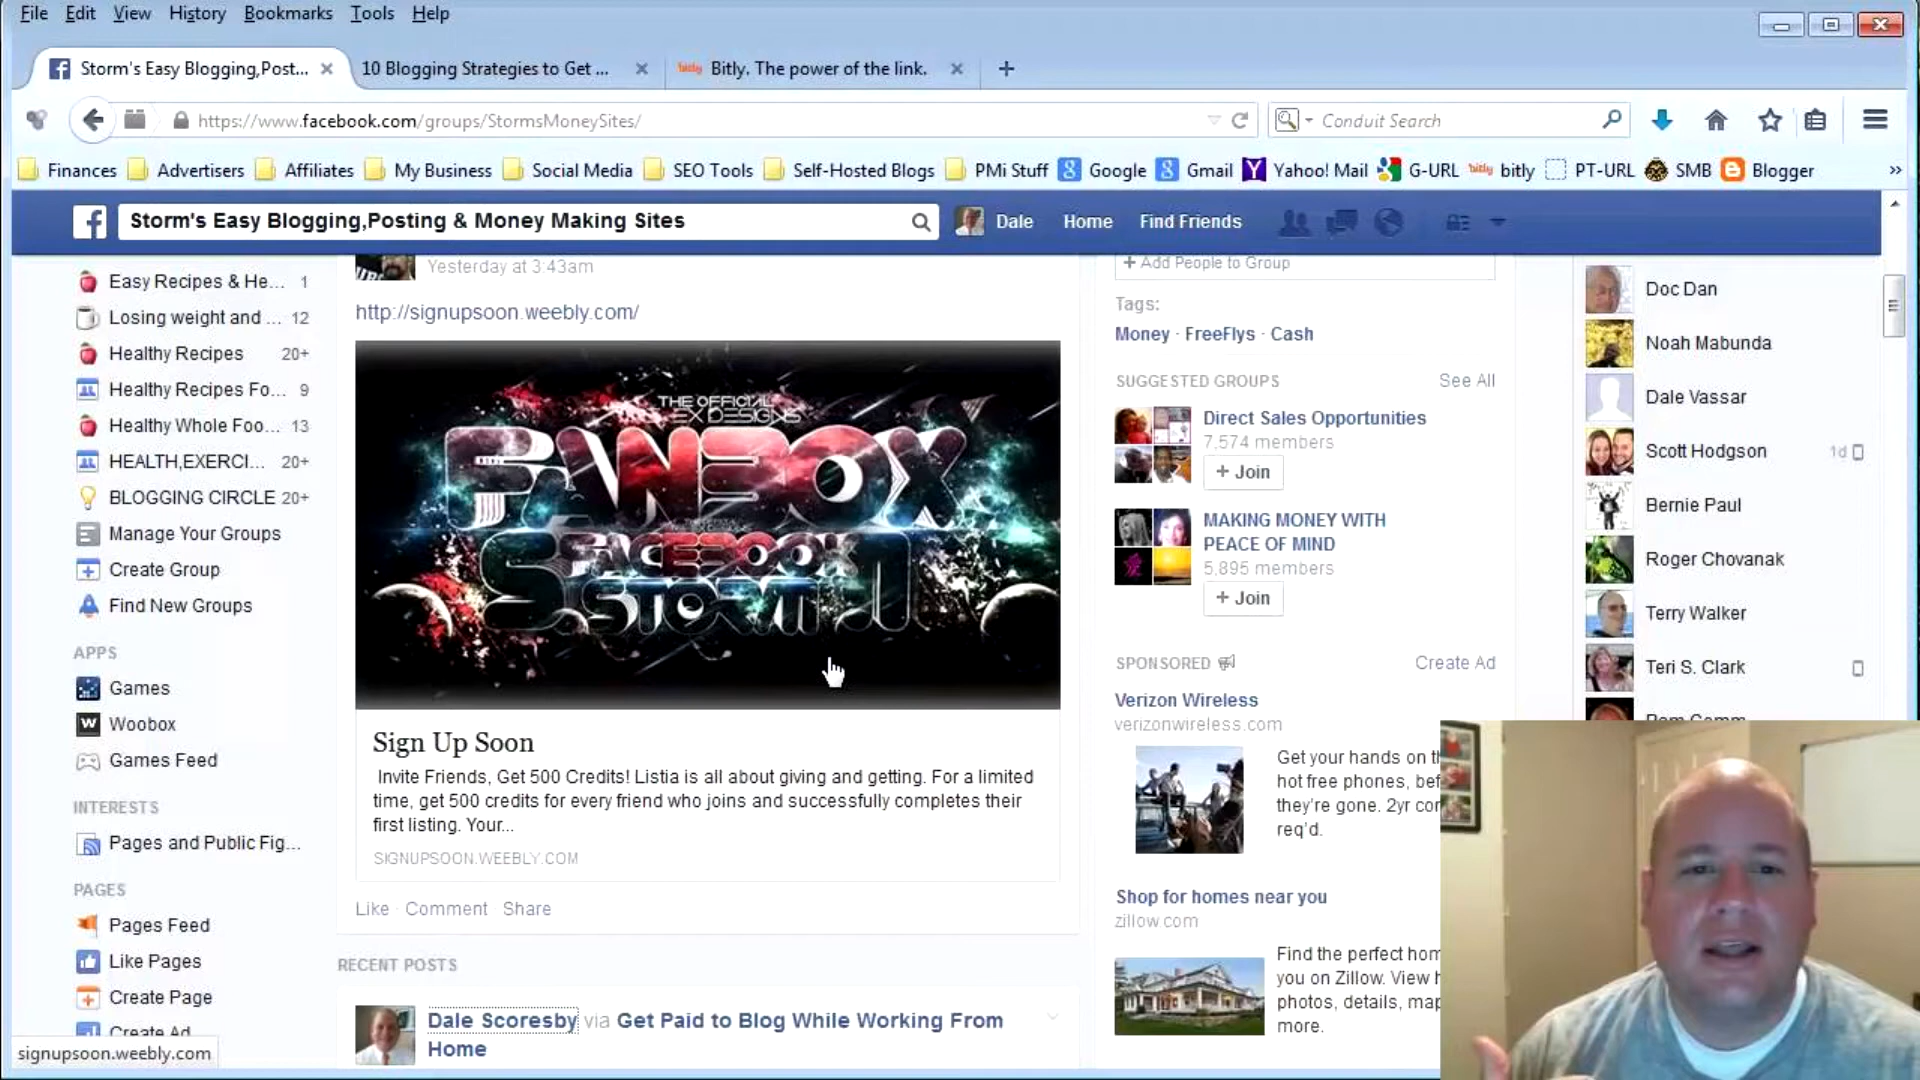 File Edit View History Bookmarks Tools Help
Storm's Easy Blogging,Post...
10 Blogging Strategies to Get ...
bitly Bitly. The power of the link.
https://www.facebook.com/groups/StormsMoneySites/
Conduit Search
Finances Advertisers Affiliates My Business Social Media SEO Tools Self-Hosted Blogs PMi Stuff Google Gmail Yahoo! Mail G-URL bitly bitly PT-URL SMB Blogger »
Storm's Easy Blogging,Posting & Money Making Sites
Dale Home Find Friends
Easy Recipes & He... 1
Losing weight and ... 12
Healthy Recipes 20+
Healthy Recipes Fo... 9
Healthy Whole Foo... 13
HEALTH,EXERCI... 20+
BLOGGING CIRCLE 20+
Manage Your Groups
Create Group
Find New Groups
APPS
Games
Woobox
Games Feed
INTERESTS
Pages and Public Fig...
PAGES
Pages Feed
Like Pages
Create Page
Create Ad
signupsoon.weebly.com
Yesterday at 3:43am
http://signupsoon.weebly.com/
THE OFFICIAL
EX DESIGNS
FANBOX
FACEBOOK
STORM
Sign Up Soon
Invite Friends, Get 500 Credits! Listia is all about giving and getting. For a limited
time, get 500 credits for every friend who joins and successfully completes their
first listing. Your...
SIGNUPSOON.WEEBLY.COM
Like · Comment · Share
RECENT POSTS
Dale Scoresby via Get Paid to Blog While Working From
Home
+ Add People to Group
Tags:
Money · FreeFlys · Cash
SUGGESTED GROUPS See All
Direct Sales Opportunities
7,574 members
+ Join
MAKING MONEY WITH
PEACE OF MIND
5,895 members
+ Join
SPONSORED Create Ad
Verizon Wireless
verizonwireless.com
Get your hands on th
hot free phones, bef
they're gone. 2yr cor
req'd.
Shop for homes near you
zillow.com
Find the perfect hom
you on Zillow. View h
photos, details, map
more.
Doc Dan
Noah Mabunda
Dale Vassar
Scott Hodgson 1d
Bernie Paul
Roger Chovanak
Terry Walker
Teri S. Clark